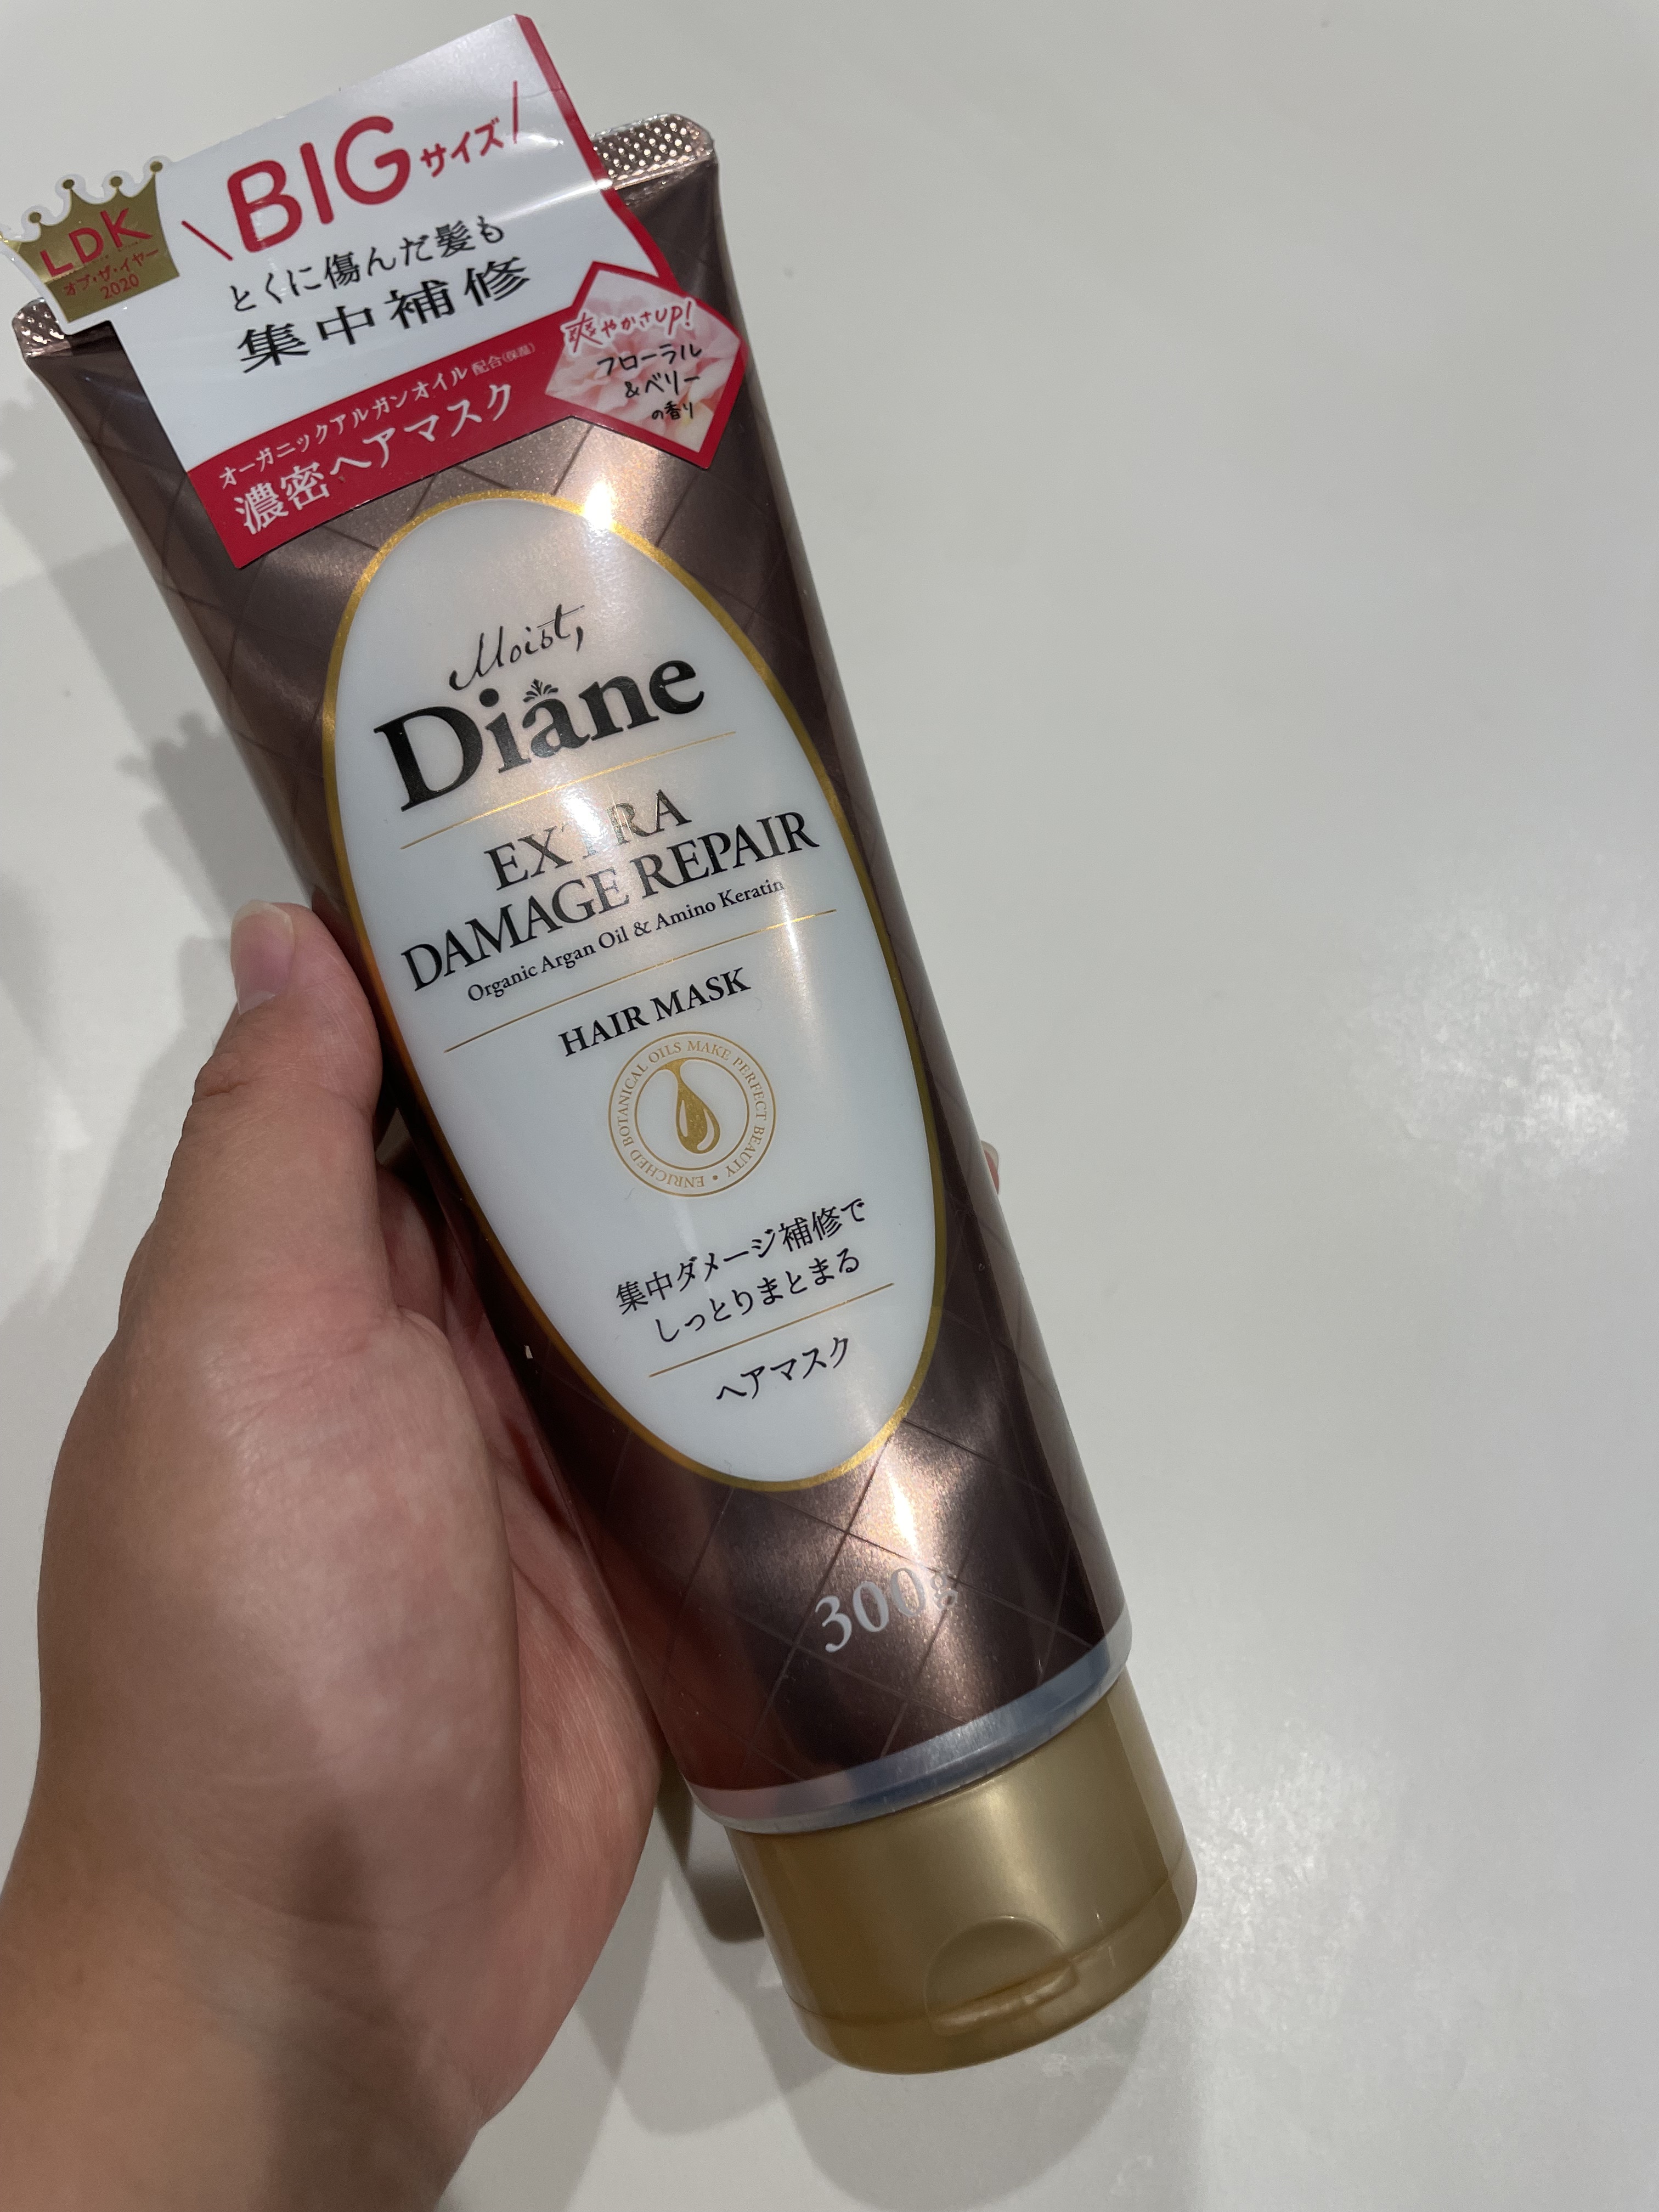 BIGサイズ
LDK
オブ・ザ・イヤー
2020
とくに傷んだ髪も
集中補修
オーガニックアルガンオイル配合(保湿)
濃密ヘアマスク
爽やかさup!
フローラル
&ベリー
の香り
Moist,
Diane
EXTRA
DAMAGE REPAIR
Organic Argan Oil & Amino Keratin
HAIR MASK
ENRICHED BOTANICAL OILS MAKE PERFECT BEAUTY •
集中ダメージ補修で
しっとりまとまる
ヘアマスク
300g